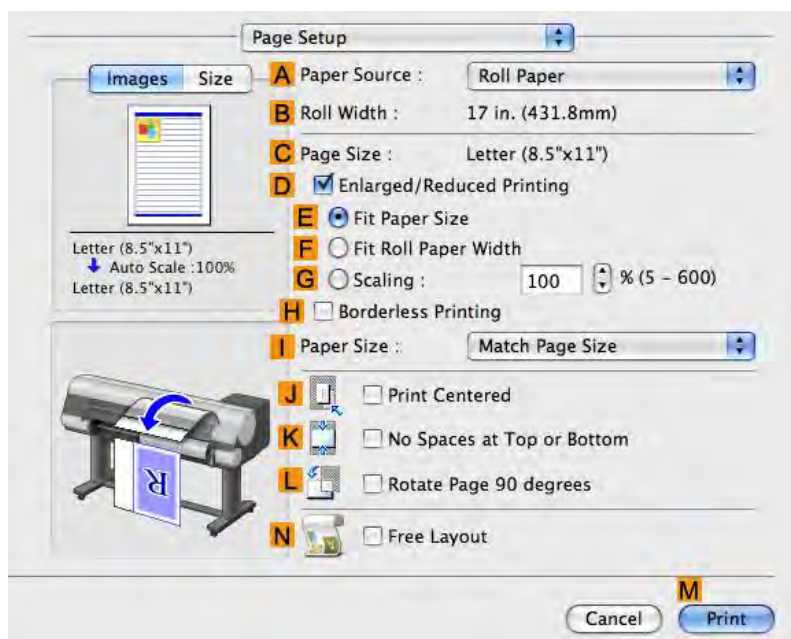 Page Setup
Images Size
A Paper Source : Roll Paper
B Roll Width : 17 in. (431.8mm)
C Page Size : Letter (8.5"x11")
D Enlarged/Reduced Printing
E Fit Paper Size
F Fit Roll Paper Width
G Scaling : 100 % (5 - 600)
Letter (8.5"x11")
Auto Scale :100%
Letter (8.5"x11")
H Borderless Printing
I Paper Size : Match Page Size
J Print Centered
K No Spaces at Top or Bottom
L Rotate Page 90 degrees
R
N Free Layout
M
Cancel Print